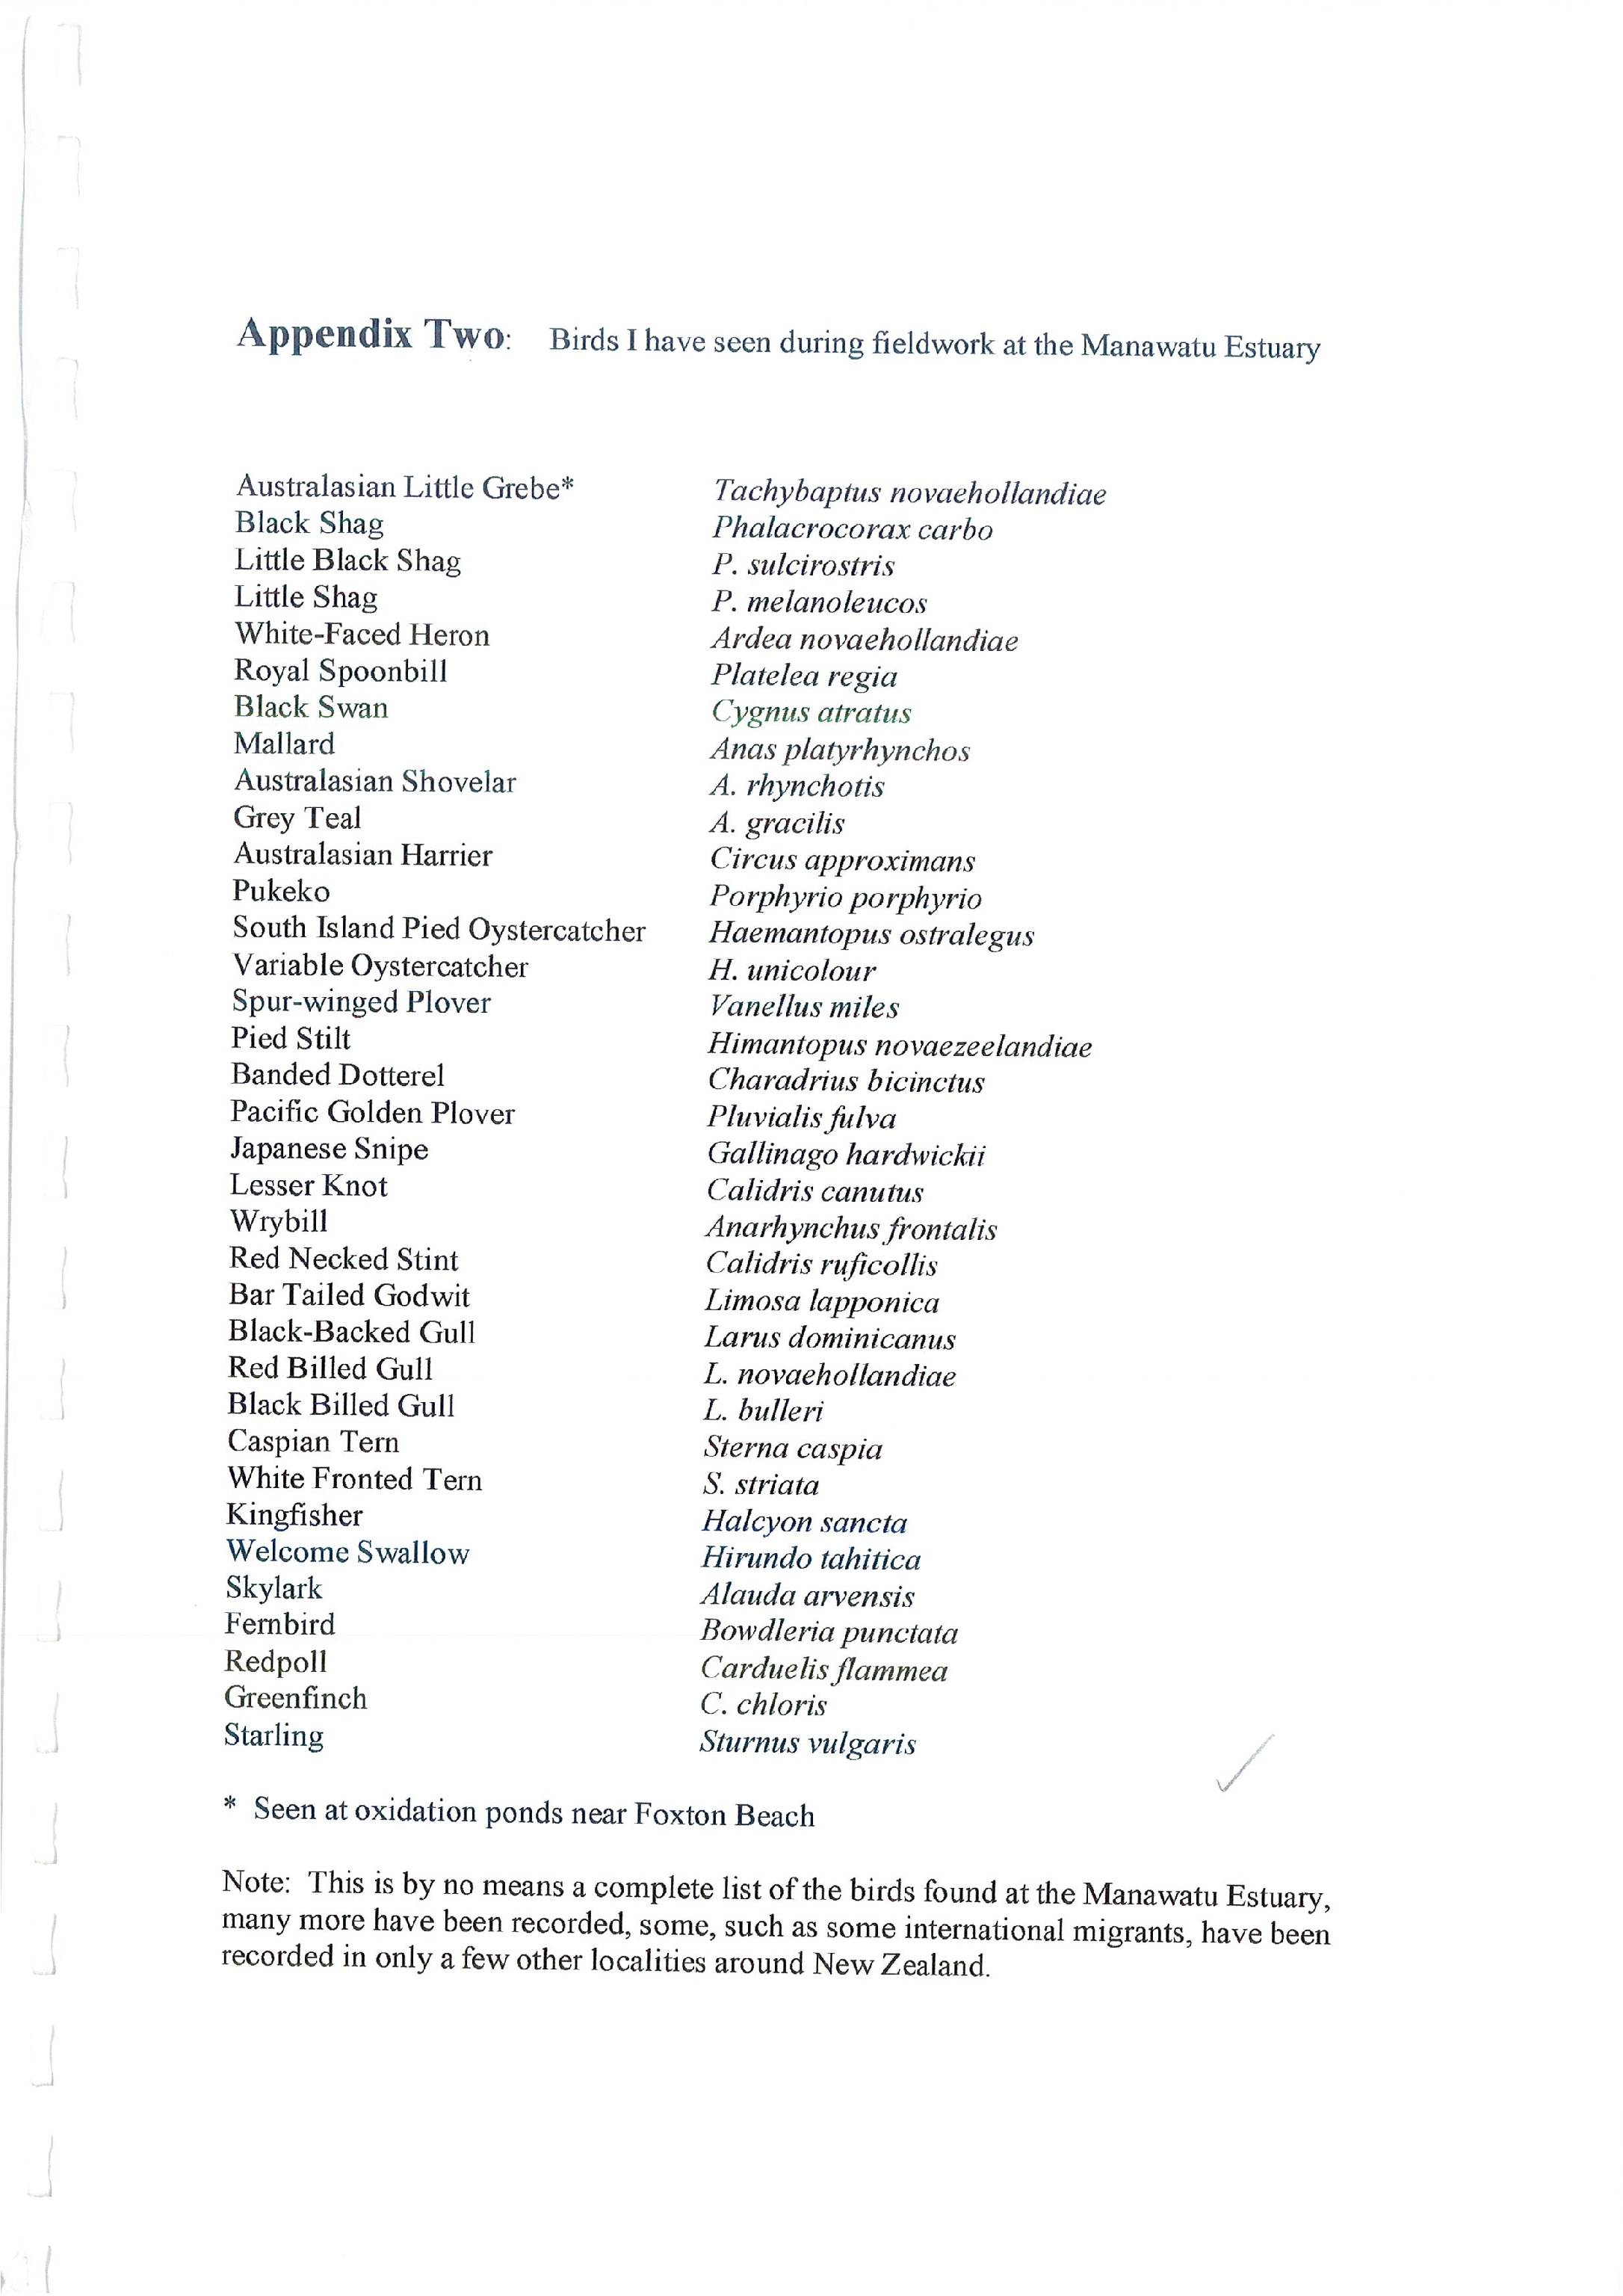 Appendix Two: Birds I have seen during fieldwork at the Manawatu Estuary
Australasian Little Grebe* Tachybaptus novaehollandiae
Black Shag Phalacrocorax carbo
Little Black Shag P. sulcirostris
Little Shag P. melanoleucos
White-Faced Heron Ardea novaehollandiae
Royal Spoonbill Platelea regia
Black Swan Cygnus atratus
Mallard Anas platyrhynchos
Australasian Shovelar A. rhynchotis
Grey Teal A. gracilis
Australasian Harrier Circus approximans
Pukeko Porphyrio porphyrio
South Island Pied Oystercatcher Haemantopus ostralegus
Variable Oystercatcher H. unicolour
Spur-winged Plover Vanellus miles
Pied Stilt Himantopus novaezeelandiae
Banded Dotterel Charadrius bicinctus
Pacific Golden Plover Pluvialis fulva
Japanese Snipe Gallinago hardwickii
Lesser Knot Calidris canutus
Wrybill Anarhynchus frontalis
Red Necked Stint Calidris ruficollis
Bar Tailed Godwit Limosa lapponica
Black-Backed Gull Larus dominicanus
Red Billed Gull L. novaehollandiae
Black Billed Gull L. bulleri
Caspian Tern Sterna caspia
White Fronted Tern S. striata
Kingfisher Halcyon sancta
Welcome Swallow Hirundo tahitica
Skylark Alauda arvensis
Fernbird Bowdleria punctata
Redpoll Carduelis flammea
Greenfinch C. chloris
Starling Sturnus vulgaris
* Seen at oxidation ponds near Foxton Beach
Note: This is by no means a complete list of the birds found at the Manawatu Estuary,
many more have been recorded, some, such as some international migrants, have been
recorded in only a few other localities around New Zealand.